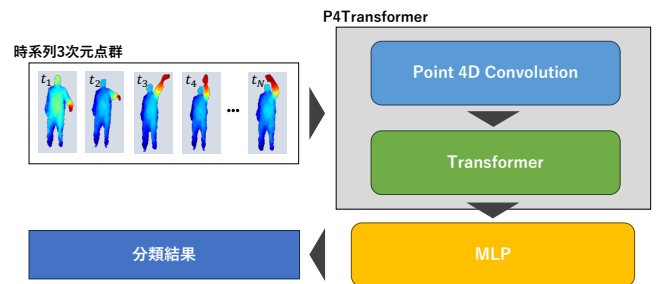 P4Transformer
時系列3次元点群
t1 t2 t3 t4 ... tN
Point 4D Convolution
Transformer
MLP
分類結果